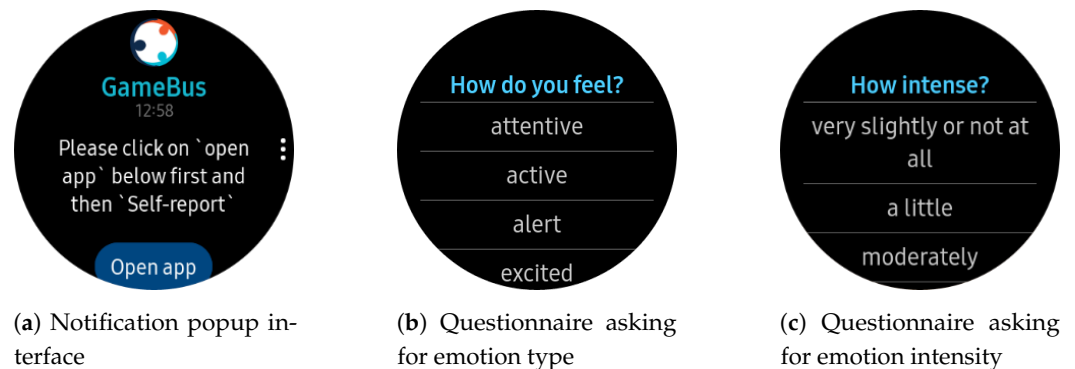 GameBus
12:58
Please click on `open
app` below first and
then `Self-report`
Open app
How do you feel?
attentive
active
alert
excited
How intense?
very slightly or not at
all
a little
moderately
(a) Notification popup in-
terface
(b) Questionnaire asking
for emotion type
(c) Questionnaire asking
for emotion intensity